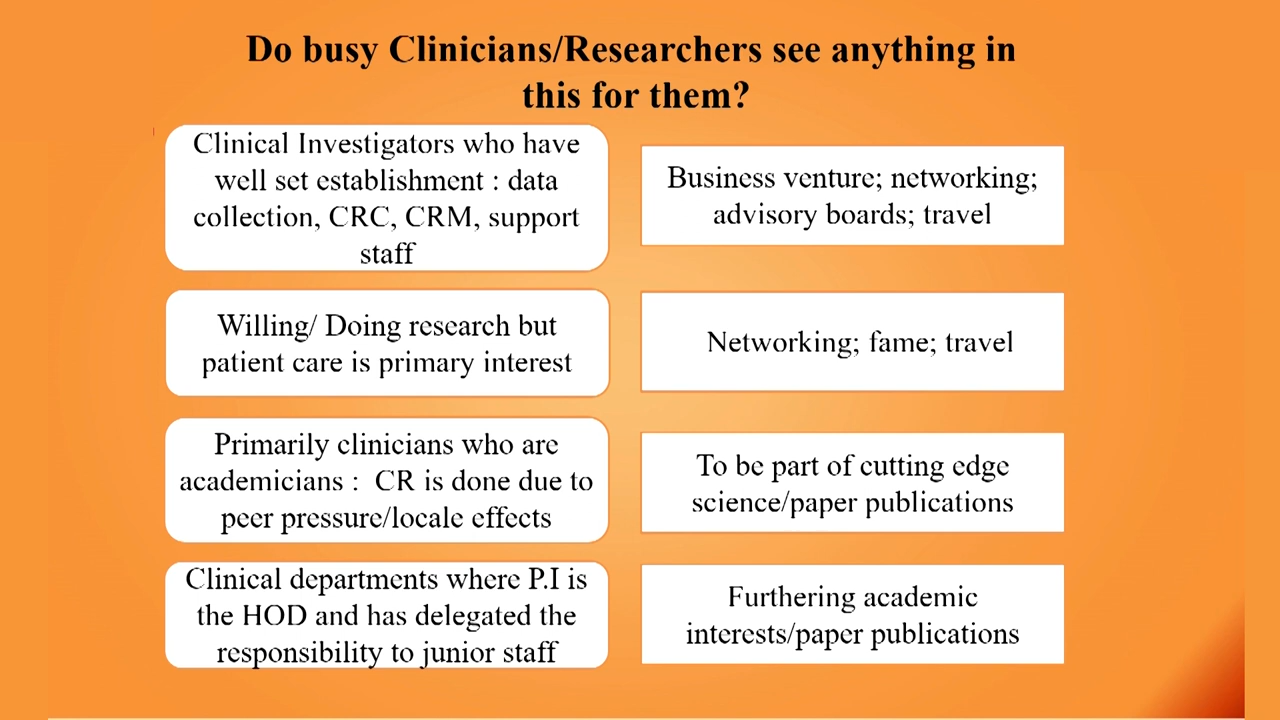 Do busy Clinicians/Researchers see anything in
this for them?
Clinical Investigators who have
well set establishment : data
collection, CRC, CRM, support
staff
Business venture; networking;
advisory boards; travel
Willing/ Doing research but
patient care is primary interest
Networking; fame; travel
Primarily clinicians who are
academicians :  CR is done due to
peer pressure/locale effects
To be part of cutting edge
science/paper publications
Clinical departments where P.I is
the HOD and has delegated the
responsibility to junior staff
Furthering academic
interests/paper publications